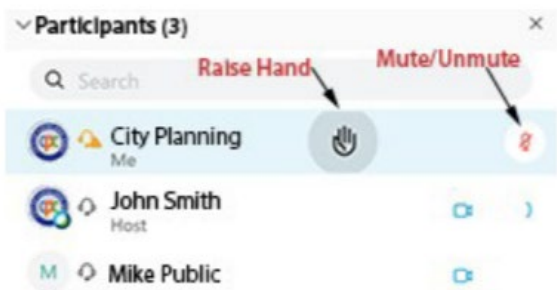 Participants (3)
Raise Hand
Mute/Unmute
Search
City Planning
Me
John Smith
Host
M
Mike Public